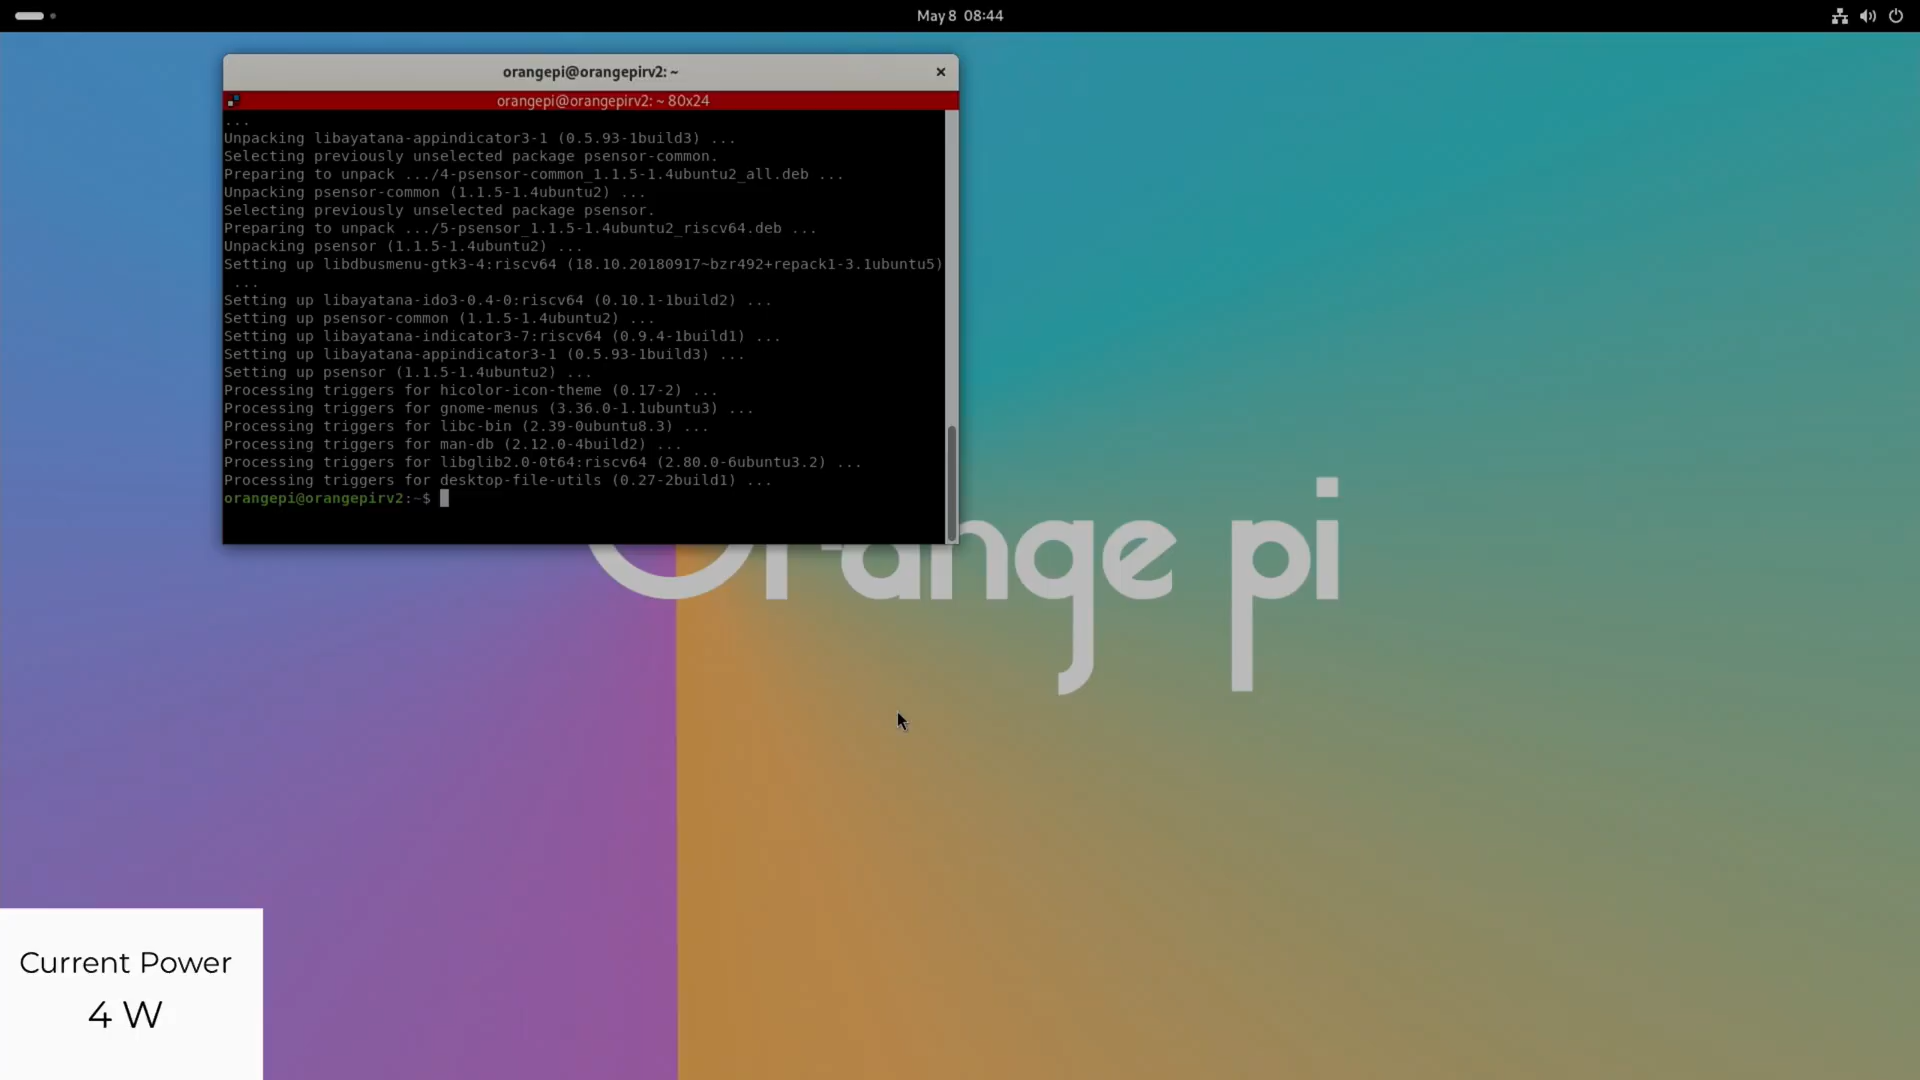 May 8 08:44
orangepi@orangepirv2: ~
orangepi@orangepirv2: ~ 80x24
...
Unpacking libayatana-appindicator3-1 (0.5.93-1build3) ...
Selecting previously unselected package psensor-common.
Preparing to unpack .../4-psensor-common_1.1.5-1.4ubuntu2_all.deb ...
Unpacking psensor-common (1.1.5-1.4ubuntu2) ...
Selecting previously unselected package psensor.
Preparing to unpack .../5-psensor_1.1.5-1.4ubuntu2_riscv64.deb ...
Unpacking psensor (1.1.5-1.4ubuntu2) ...
Setting up libdbusmenu-gtk3-4:riscv64 (18.10.20180917~bzr492+repack1-3.1ubuntu5)
...
Setting up libayatana-ido3-0.4-0:riscv64 (0.10.1-1build2) ...
Setting up psensor-common (1.1.5-1.4ubuntu2) ...
Setting up libayatana-indicator3-7:riscv64 (0.9.4-1build1) ...
Setting up libayatana-appindicator3-1 (0.5.93-1build3) ...
Setting up psensor (1.1.5-1.4ubuntu2) ...
Processing triggers for hicolor-icon-theme (0.17-2) ...
Processing triggers for gnome-menus (3.36.0-1.1ubuntu3) ...
Processing triggers for libc-bin (2.39-0ubuntu8.3) ...
Processing triggers for man-db (2.12.0-4build2) ...
Processing triggers for libglib2.0-0t64:riscv64 (2.80.0-6ubuntu3.2) ...
Processing triggers for desktop-file-utils (0.27-2build1) ...
orangepi@orangepirv2:~$
Orange pi
Current Power
4 W